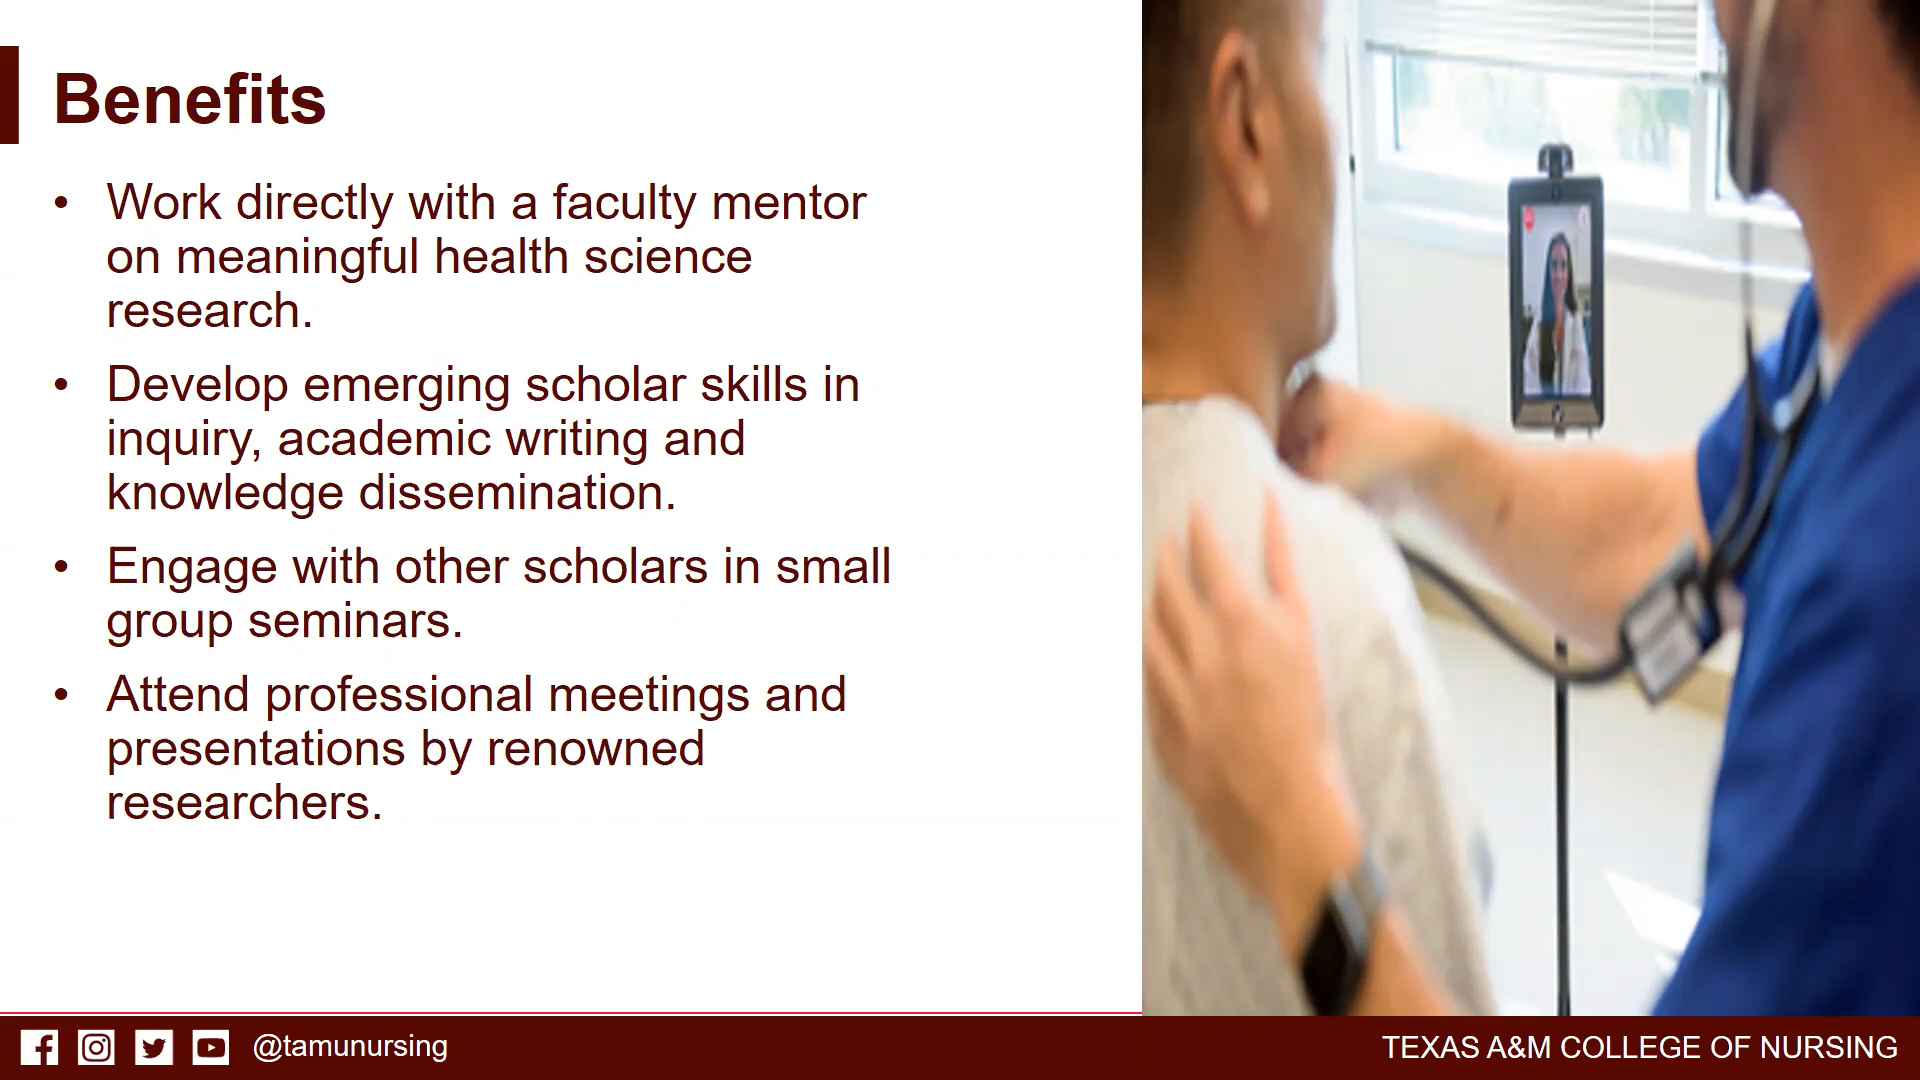 Benefits
• Work directly with a faculty mentor
on meaningful health science
research.
• Develop emerging scholar skills in
inquiry, academic writing and
knowledge dissemination.
• Engage with other scholars in small
group seminars.
• Attend professional meetings and
presentations by renowned
researchers.
@tamunursing
TEXAS A&M COLLEGE OF NURSING